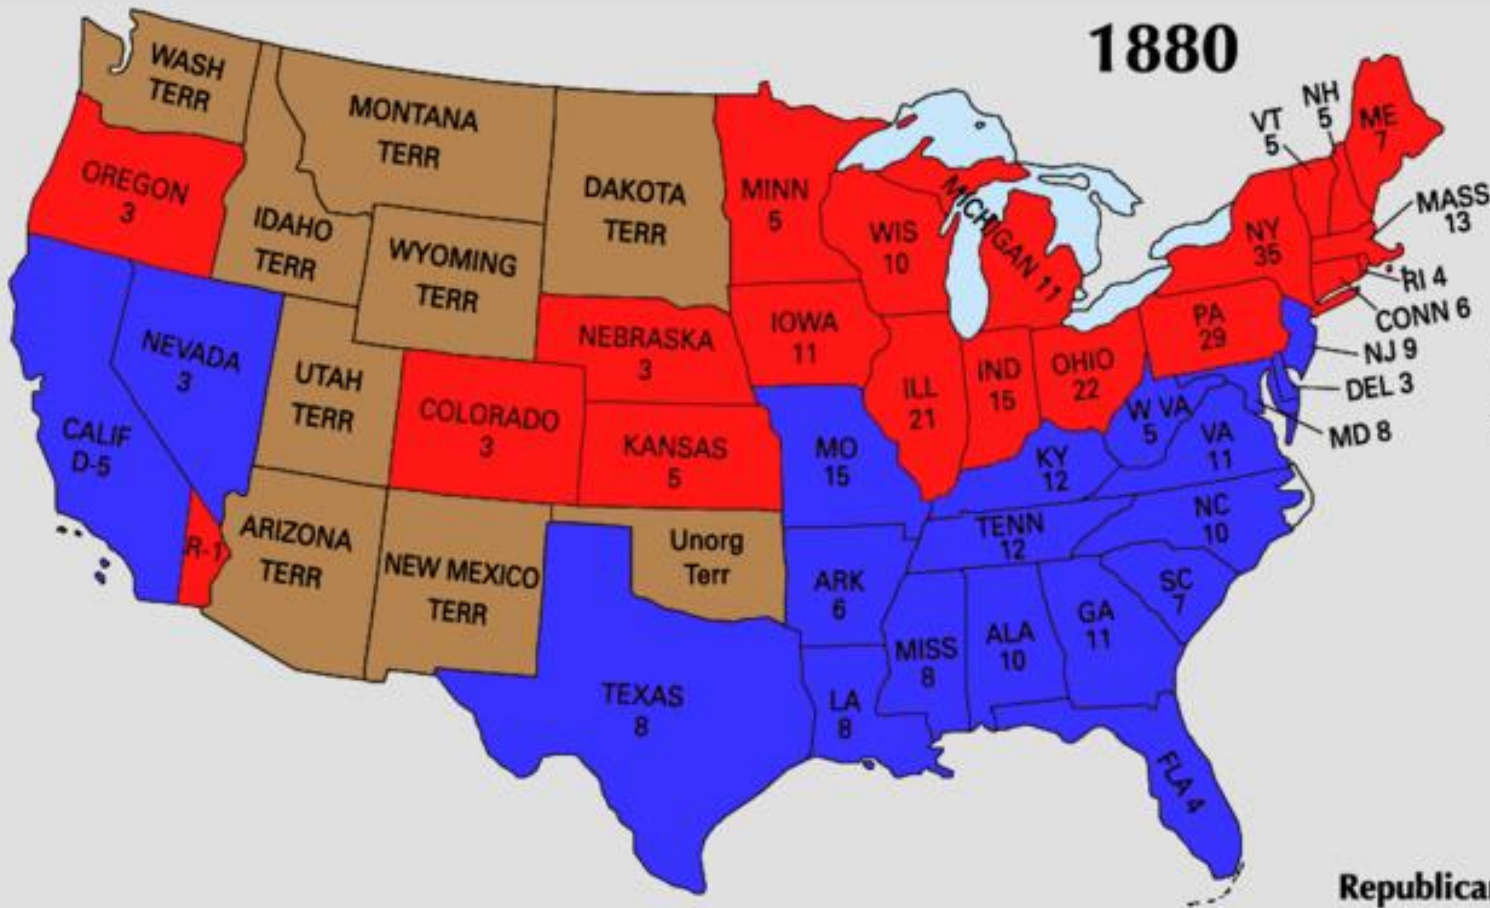 1880
WASH
TERR
MONTANA
TERR
DAKOTA
TERR
MINN
5
OREGON
3
IDAHO
TERR
WYOMING
TERR
WIS
10
MICHIGAN 11
VT
5
NH
5
ME
7
MASS
13
NY
35
RI 4
CONN 6
NJ 9
DEL 3
MD 8
PA
29
NEVADA
3
UTAH
TERR
NEBRASKA
3
IOWA
11
ILL
21
IND
15
OHIO
22
W VA
5
VA
11
CALIF
D-5
R-1
COLORADO
3
KANSAS
5
MO
15
KY
12
NC
10
TENN
12
ARIZONA
TERR
NEW MEXICO
TERR
Unorg
Terr
ARK
6
SC
7
MISS
8
ALA
10
GA
11
TEXAS
8
LA
8
FLA 4
Republican